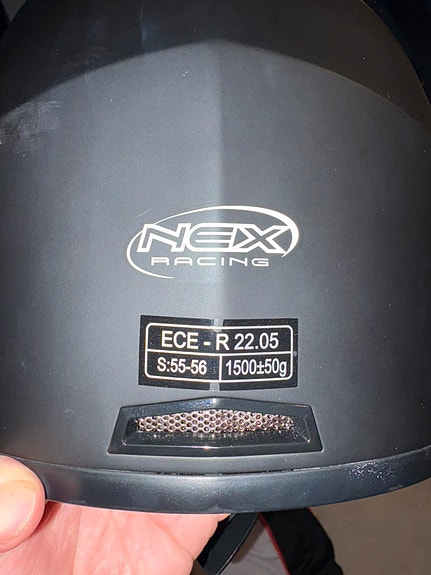 NEX
RACING
ECE - R 22.05
S:55-56 1500±50g